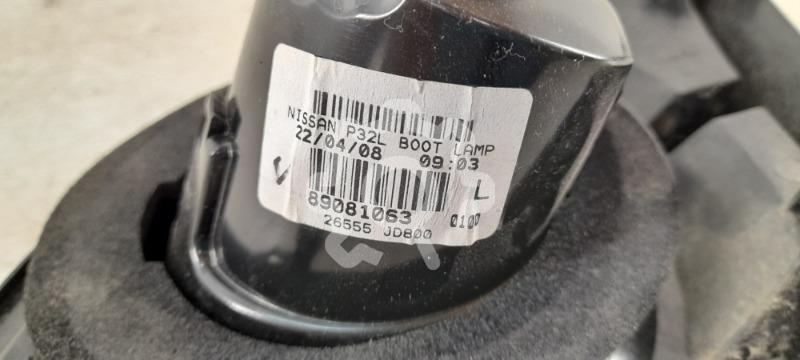 NISSAN P32L BOOT LAMP
22/04/08 09:03
V L
89081063 0100
26555 JD800